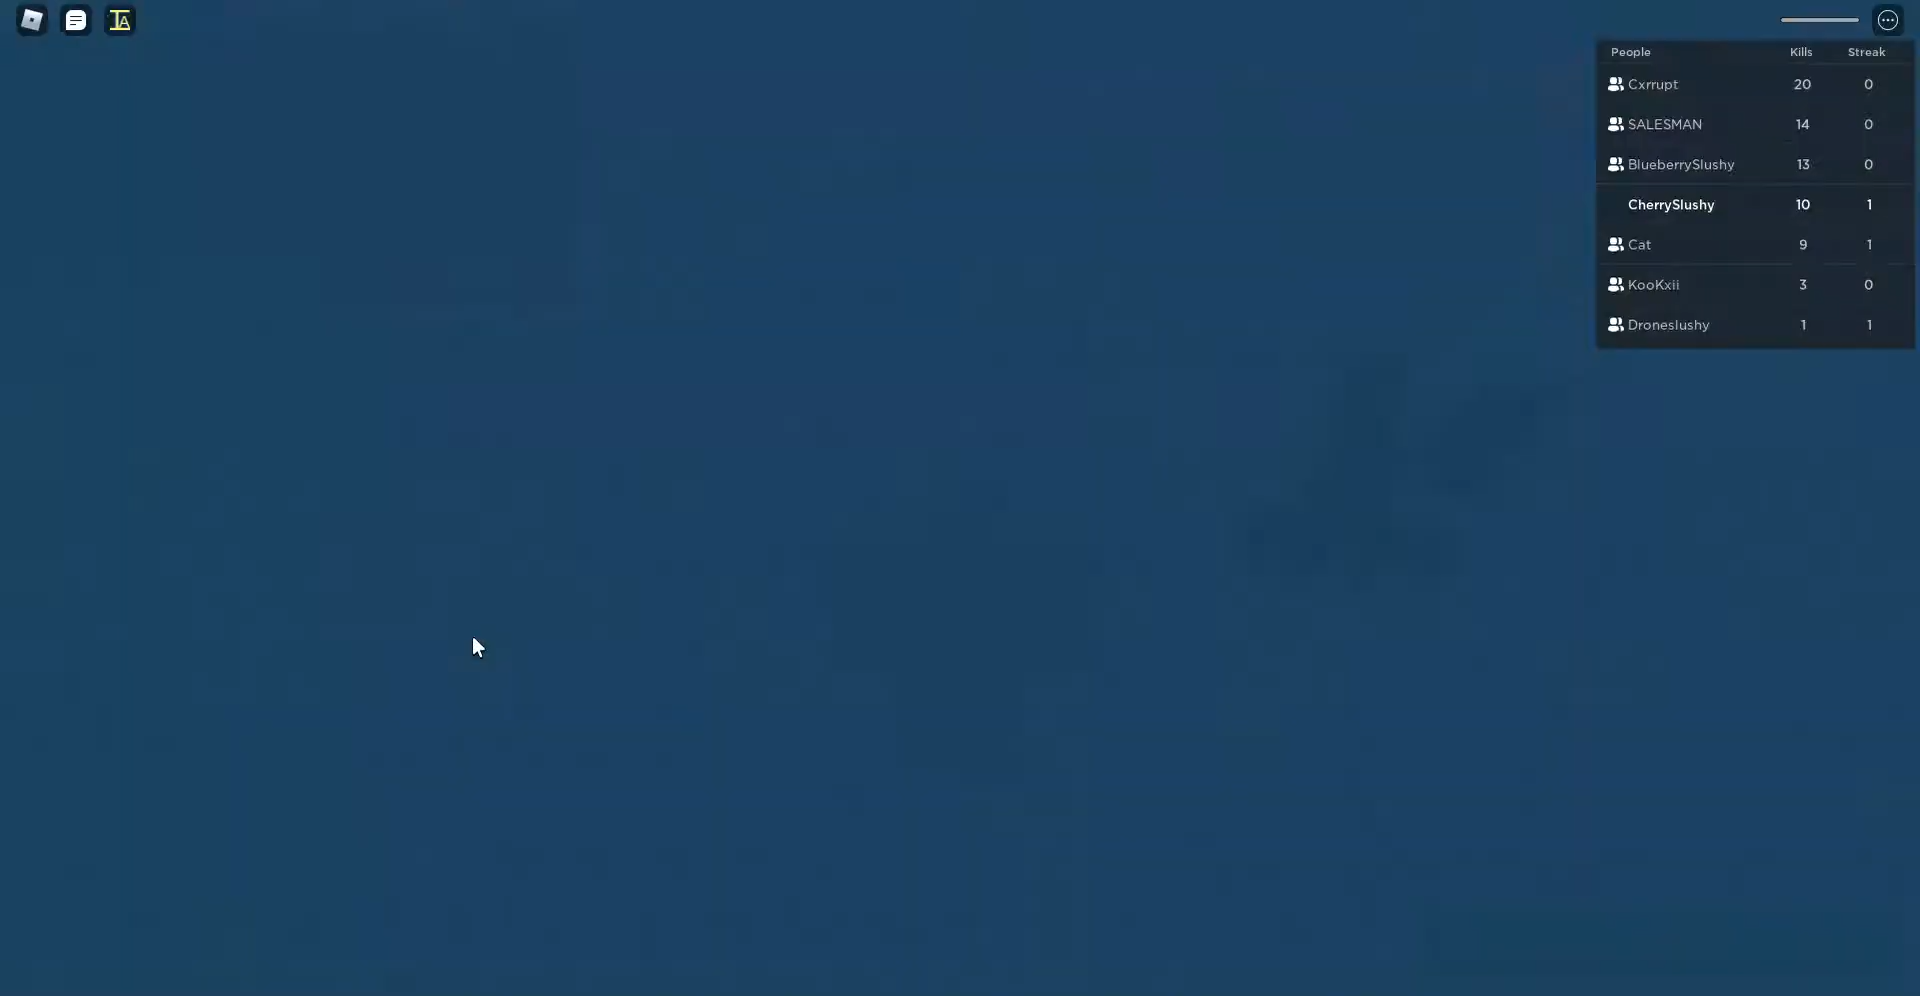 IA
People Kills Streak
Cxrrupt 20 0
SALESMAN 14 0
BlueberrySlushy 13 0
CherrySlushy 10 1
Cat 9 1
KooKxii 3 0
Droneslushy 1 1